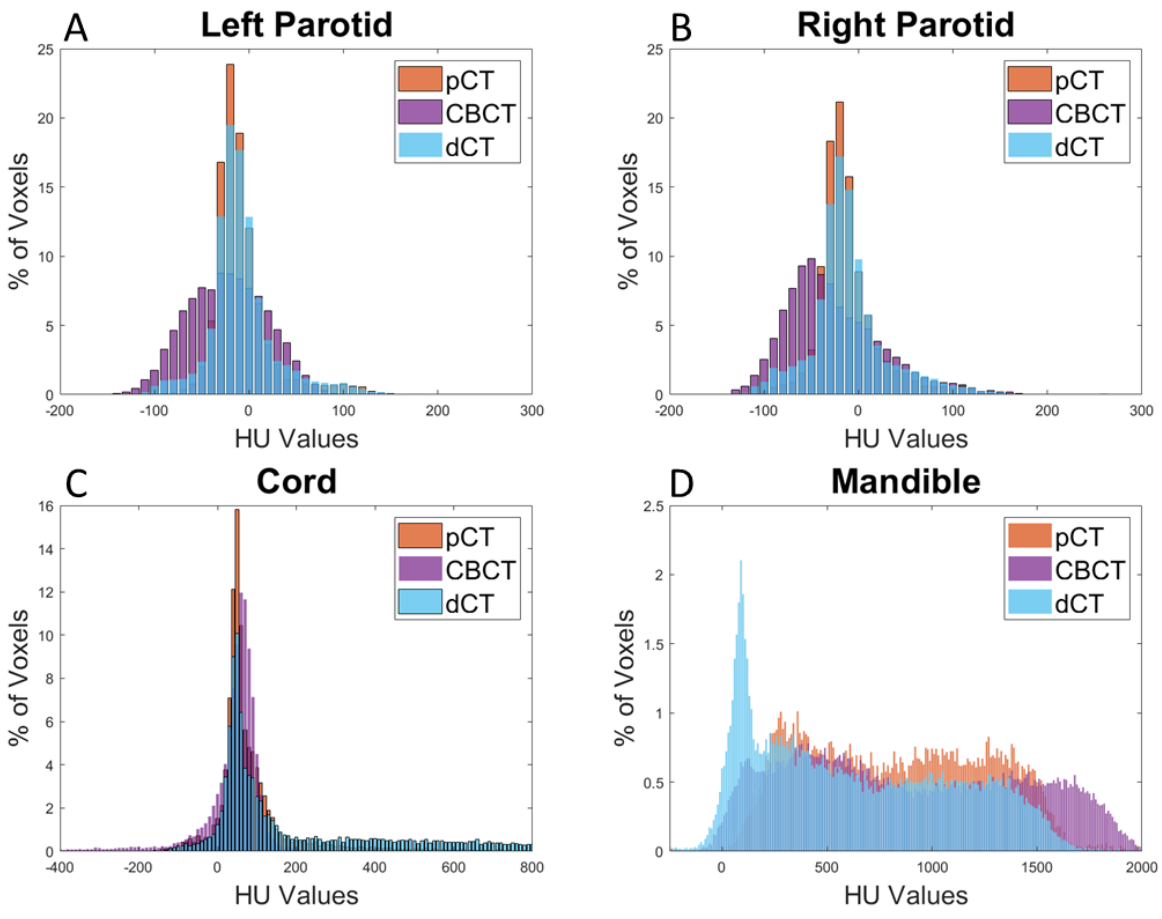 A Left Parotid
25
20
15
10
5
0
% of Voxels
-200 -100 0 100 200 300
HU Values
pCT
CBCT
dCT
B Right Parotid
25
20
15
10
5
0
% of Voxels
-200 -100 0 100 200 300
HU Values
pCT
CBCT
dCT
C Cord
16
14
12
10
8
6
4
2
0
% of Voxels
-400 -200 0 200 400 600 800
HU Values
pCT
CBCT
dCT
D Mandible
2.5
2
1.5
1
0.5
0
% of Voxels
0 500 1000 1500 2000
HU Values
pCT
CBCT
dCT